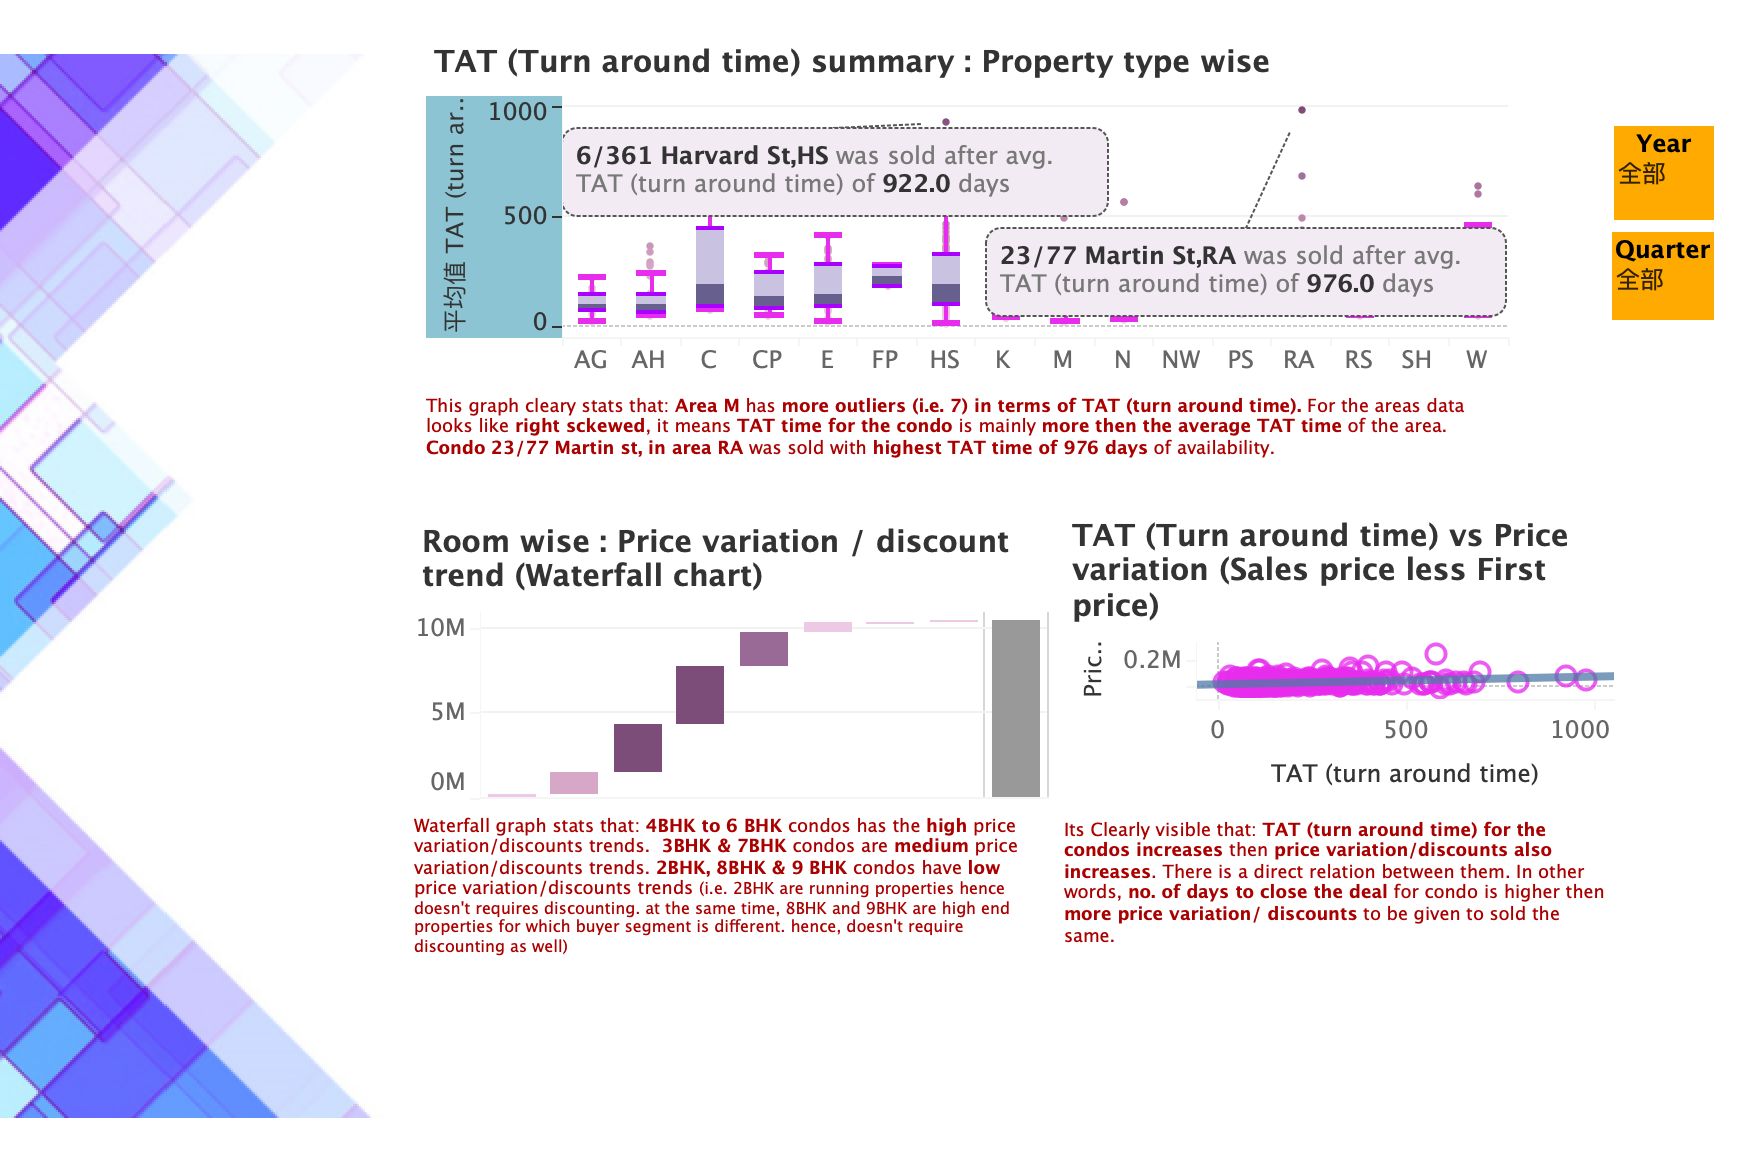 TAT (Turn around time) summary : Property type wise
平均值 TAT (turn ar..
1000
500
0
6/361 Harvard St,HS was sold after avg.
TAT (turn around time) of 922.0 days
23/77 Martin St,RA was sold after avg.
TAT (turn around time) of 976.0 days
AG AH C CP E FP HS K M N NW PS RA RS SH W
Year
全部
Quarter
全部
This graph cleary stats that: Area M has more outliers (i.e. 7) in terms of TAT (turn around time). For the areas data
looks like right sckewed, it means TAT time for the condo is mainly more then the average TAT time of the area.
Condo 23/77 Martin st, in area RA was sold with highest TAT time of 976 days of availability.
Room wise : Price variation / discount
trend (Waterfall chart)
10M
5M
0M
Waterfall graph stats that: 4BHK to 6 BHK condos has the high price
variation/discounts trends. 3BHK & 7BHK condos are medium price
variation/discounts trends. 2BHK, 8BHK & 9 BHK condos have low
price variation/discounts trends (i.e. 2BHK are running properties hence
doesn't requires discounting. at the same time, 8BHK and 9BHK are high end
properties for which buyer segment is different. hence, doesn't require
discounting as well)
TAT (Turn around time) vs Price
variation (Sales price less First
price)
Pric..
0.2M
0 500 1000
TAT (turn around time)
Its Clearly visible that: TAT (turn around time) for the
condos increases then price variation/discounts also
increases. There is a direct relation between them. In other
words, no. of days to close the deal for condo is higher then
more price variation/ discounts to be given to sold the
same.